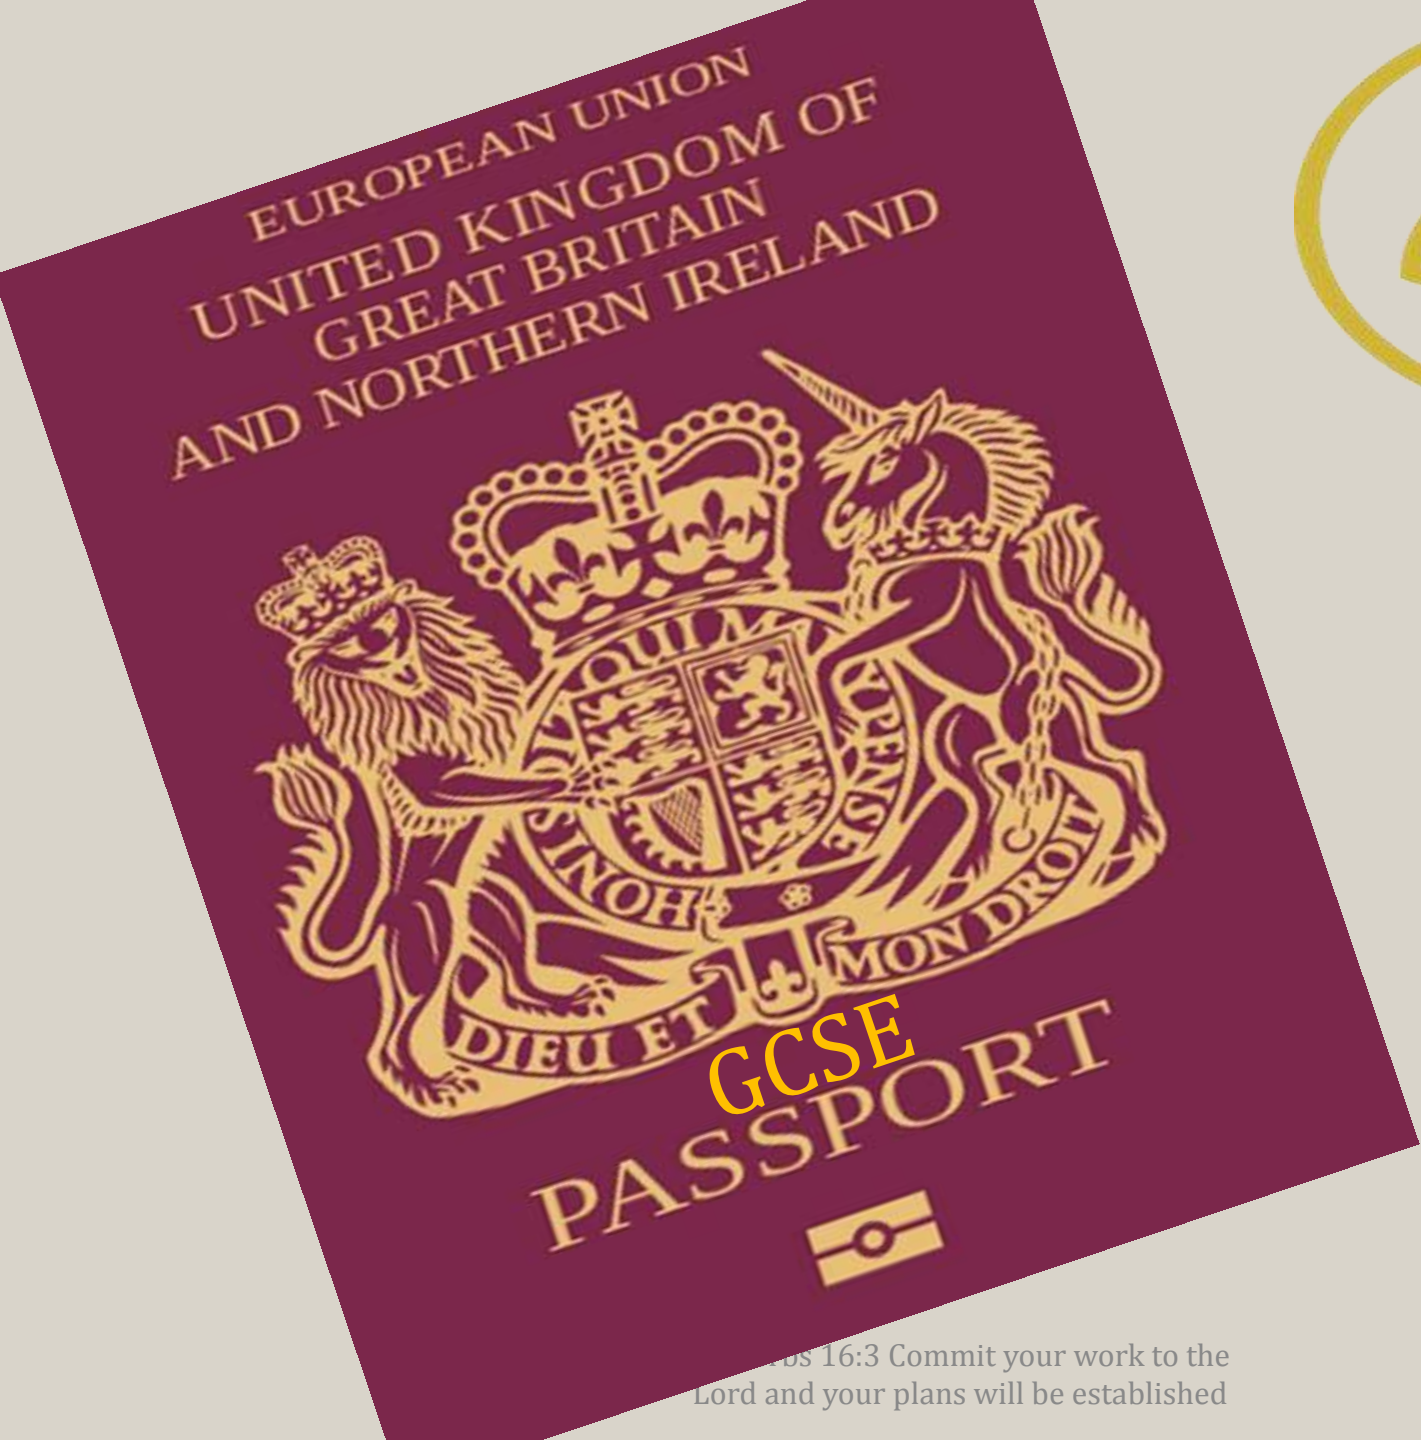 EUROPEAN UNION
UNITED KINGDOM OF
GREAT BRITAIN
AND NORTHERN IRELAND
HONI SOIT QUI MAL Y PENSE
DIEU ET MON DROIT
GCSE
PASSPORT
16:3 Commit your work to the
Lord and your plans will be established